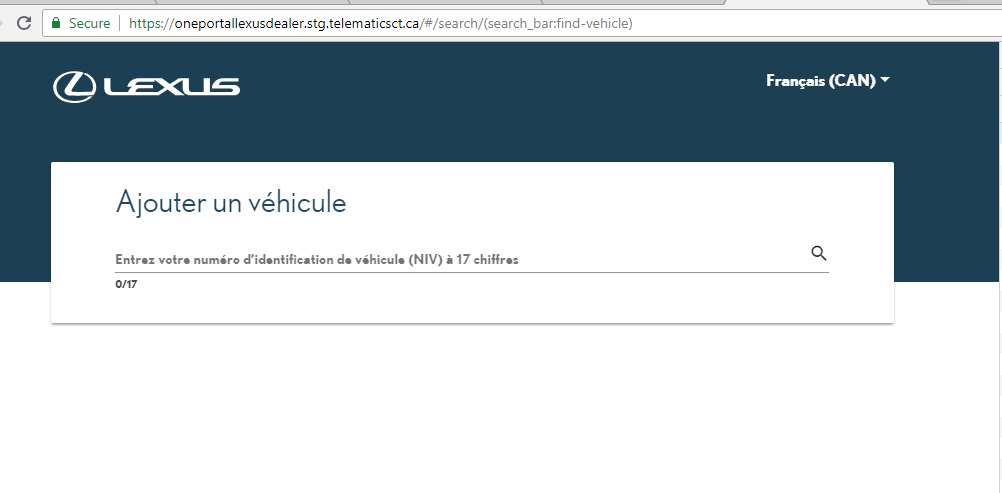 Secure https://oneportallexusdealer.stg.telematicsct.ca/#/search/(search_bar:find-vehicle)
LEXUS
Français (CAN)
Ajouter un véhicule
Entrez votre numéro d'identification de véhicule (NIV) à 17 chiffres
0/17